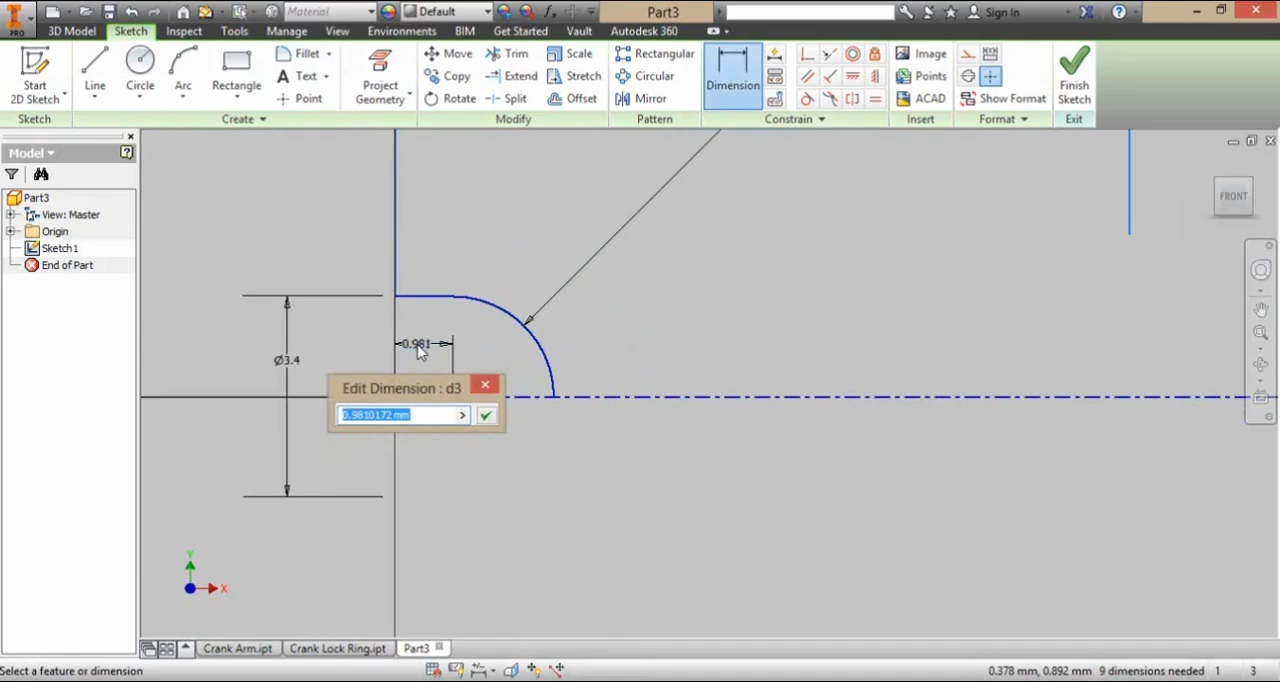 Material
Default
Part3
Sign In
PRO
3D Model
Sketch
Inspect
Tools
Manage
View
Environments
BIM
Get Started
Vault
Autodesk 360
Start
2D Sketch
Line
Circle
Arc
Rectangle
Fillet
Text
Point
Project
Geometry
Move
Copy
Rotate
Trim
Extend
Split
Scale
Stretch
Offset
Rectangular
Circular
Mirror
Dimension
Image
Points
ACAD
Show Format
Finish
Sketch
Sketch
Create
Modify
Pattern
Constrain
Insert
Format
Exit
Model
Part3
View: Master
Origin
Sketch1
End of Part
FRONT
Ø3.4
0.981
Edit Dimension : d3
0.9810172 mm
Y
X
Crank Arm.ipt
Crank Lock Ring.ipt
Part3
Select a feature or dimension
0.378 mm, 0.892 mm
9 dimensions needed
1
3